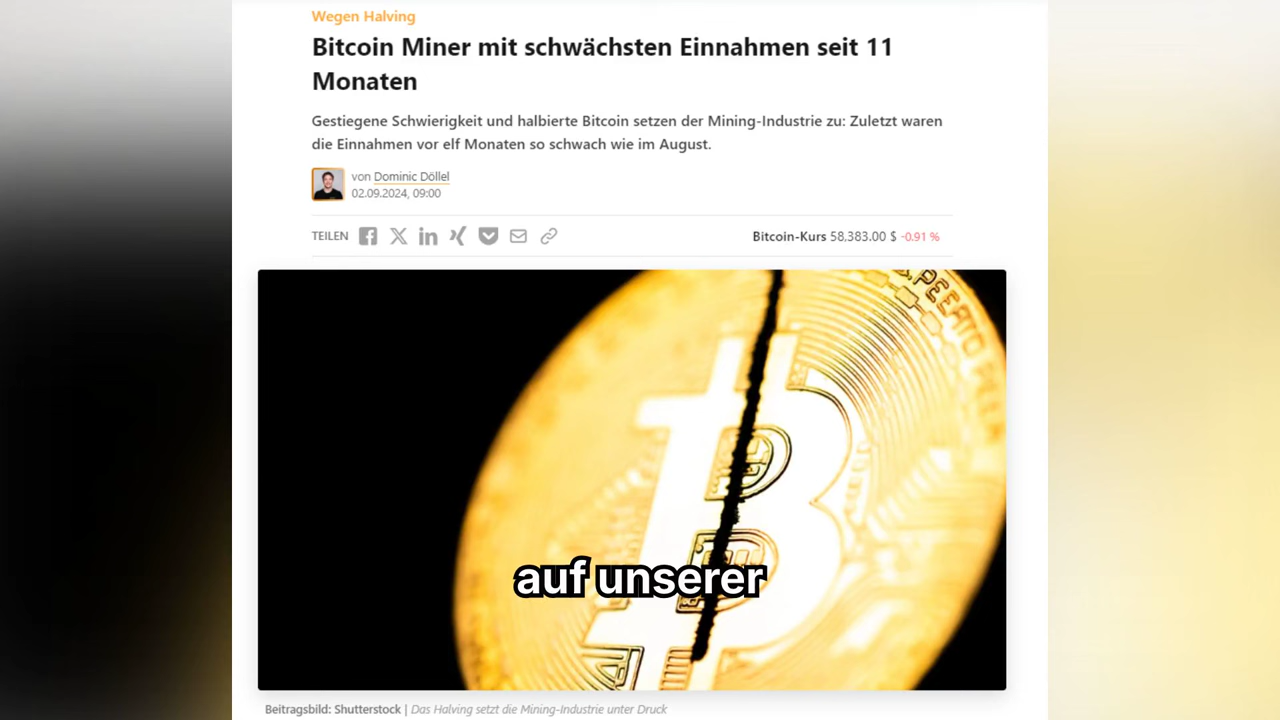 Wegen Halving
Bitcoin Miner mit schwächsten Einnahmen seit 11
Monaten
Gestiegene Schwierigkeit und halbierte Bitcoin setzen der Mining-Industrie zu: Zuletzt waren
die Einnahmen vor elf Monaten so schwach wie im August.
von Dominic Döllel
02.09.2024, 09:00
TEILEN
Bitcoin-Kurs 58,383.00 $ -0.91 %
auf unserer
Beitragsbild: Shutterstock | Das Halving setzt die Mining-Industrie unter Druck